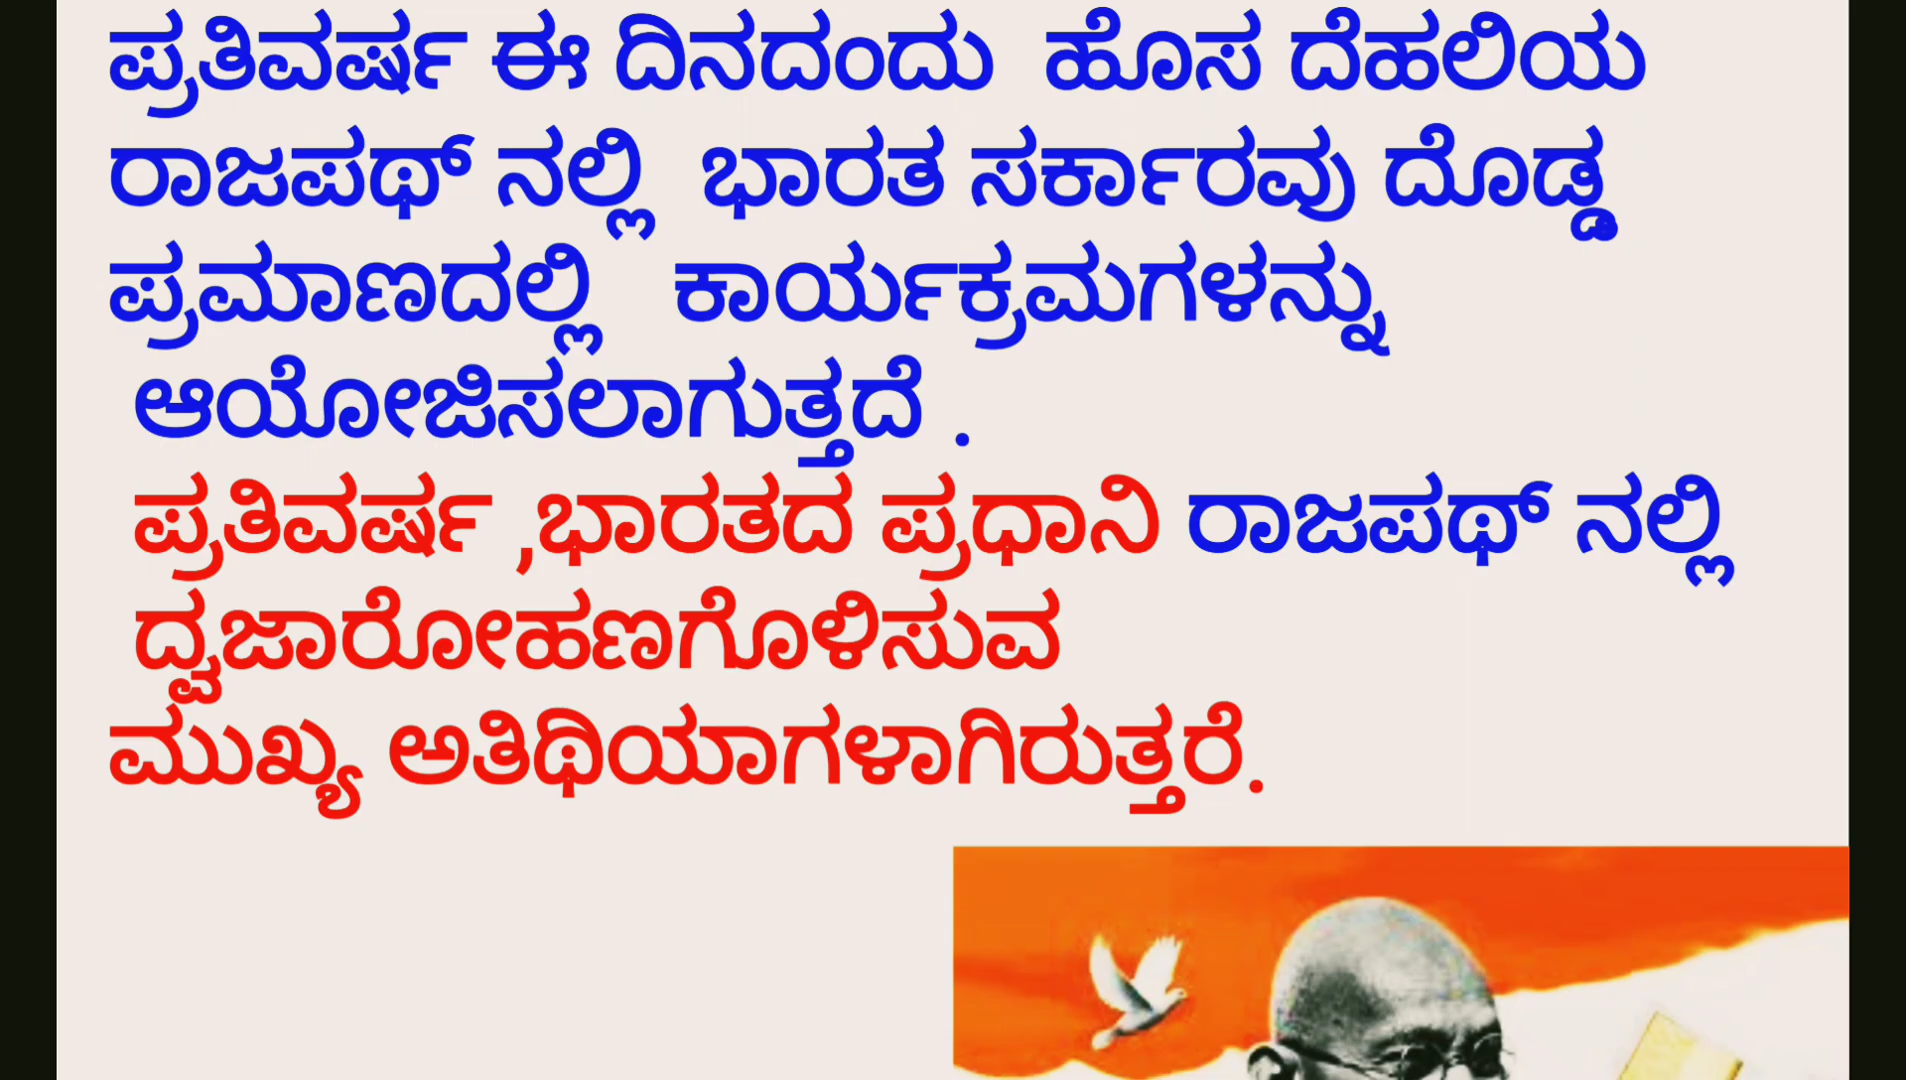 ಪ್ರತಿವರ್ಷ ಈ ದಿನದಂದು ಹೊಸ ದೆಹಲಿಯ
ರಾಜಪಥ್ ನಲ್ಲಿ ಭಾರತ ಸರ್ಕಾರವು ದೊಡ್ಡ
ಪ್ರಮಾಣದಲ್ಲಿ ಕಾರ್ಯಕ್ರಮಗಳನ್ನು
ಆಯೋಜಿಸಲಾಗುತ್ತದೆ .
ಪ್ರತಿವರ್ಷ ,ಭಾರತದ ಪ್ರಧಾನಿ ರಾಜಪಥ್ ನಲ್ಲಿ
ದ್ವಜಾರೋಹಣಗೊಳಿಸುವ
ಮುಖ್ಯ ಅತಿಥಿಯಾಗಳಾಗಿರುತ್ತರೆ.